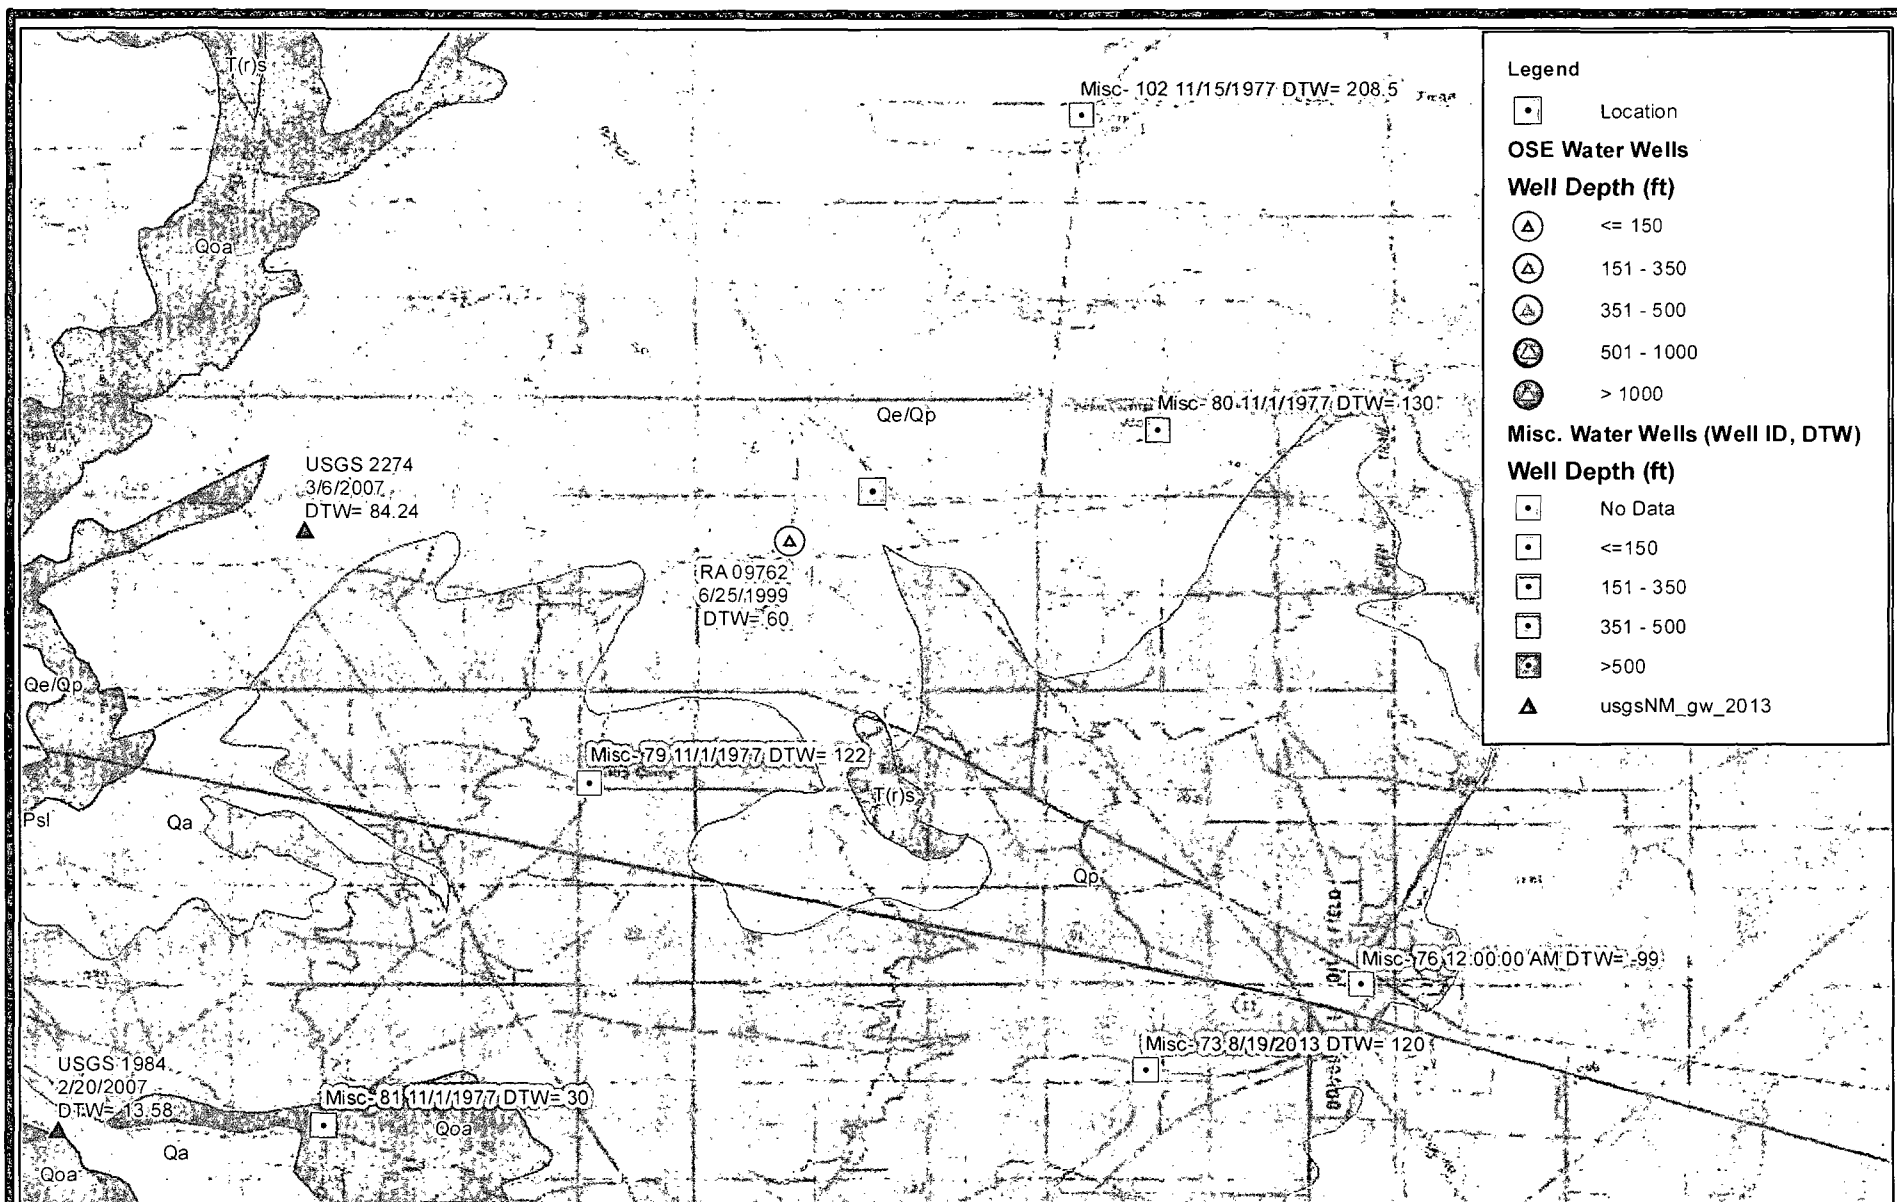 T(r)s
Misc- 102 11/15/1977 DTW= 208.5
Qoa
Misc- 80 11/1/1977 DTW= 130
Qe/Qp
USGS 2274
3/6/2007
DTW= 84.24
RA 09762
6/25/1999
DTW= 60
Qe/Qp
Misc- 79 11/1/1977 DTW= 122
T(r)s
Psl
Qa
Qp
OIL FIELD
Misc- 76 12:00:00 AM DTW= -99
Misc- 73 8/19/2013 DTW= 120
USGS 1984
2/20/2007
DTW= 13.58
Misc- 81 11/1/1977 DTW= 30
Qoa
Qa
Qoa
Legend
Location
OSE Water Wells
Well Depth (ft)
<= 150
151 - 350
351 - 500
501 - 1000
> 1000
Misc. Water Wells (Well ID, DTW)
Well Depth (ft)
No Data
<=150
151 - 350
351 - 500
>500
usgsNM_gw_2013